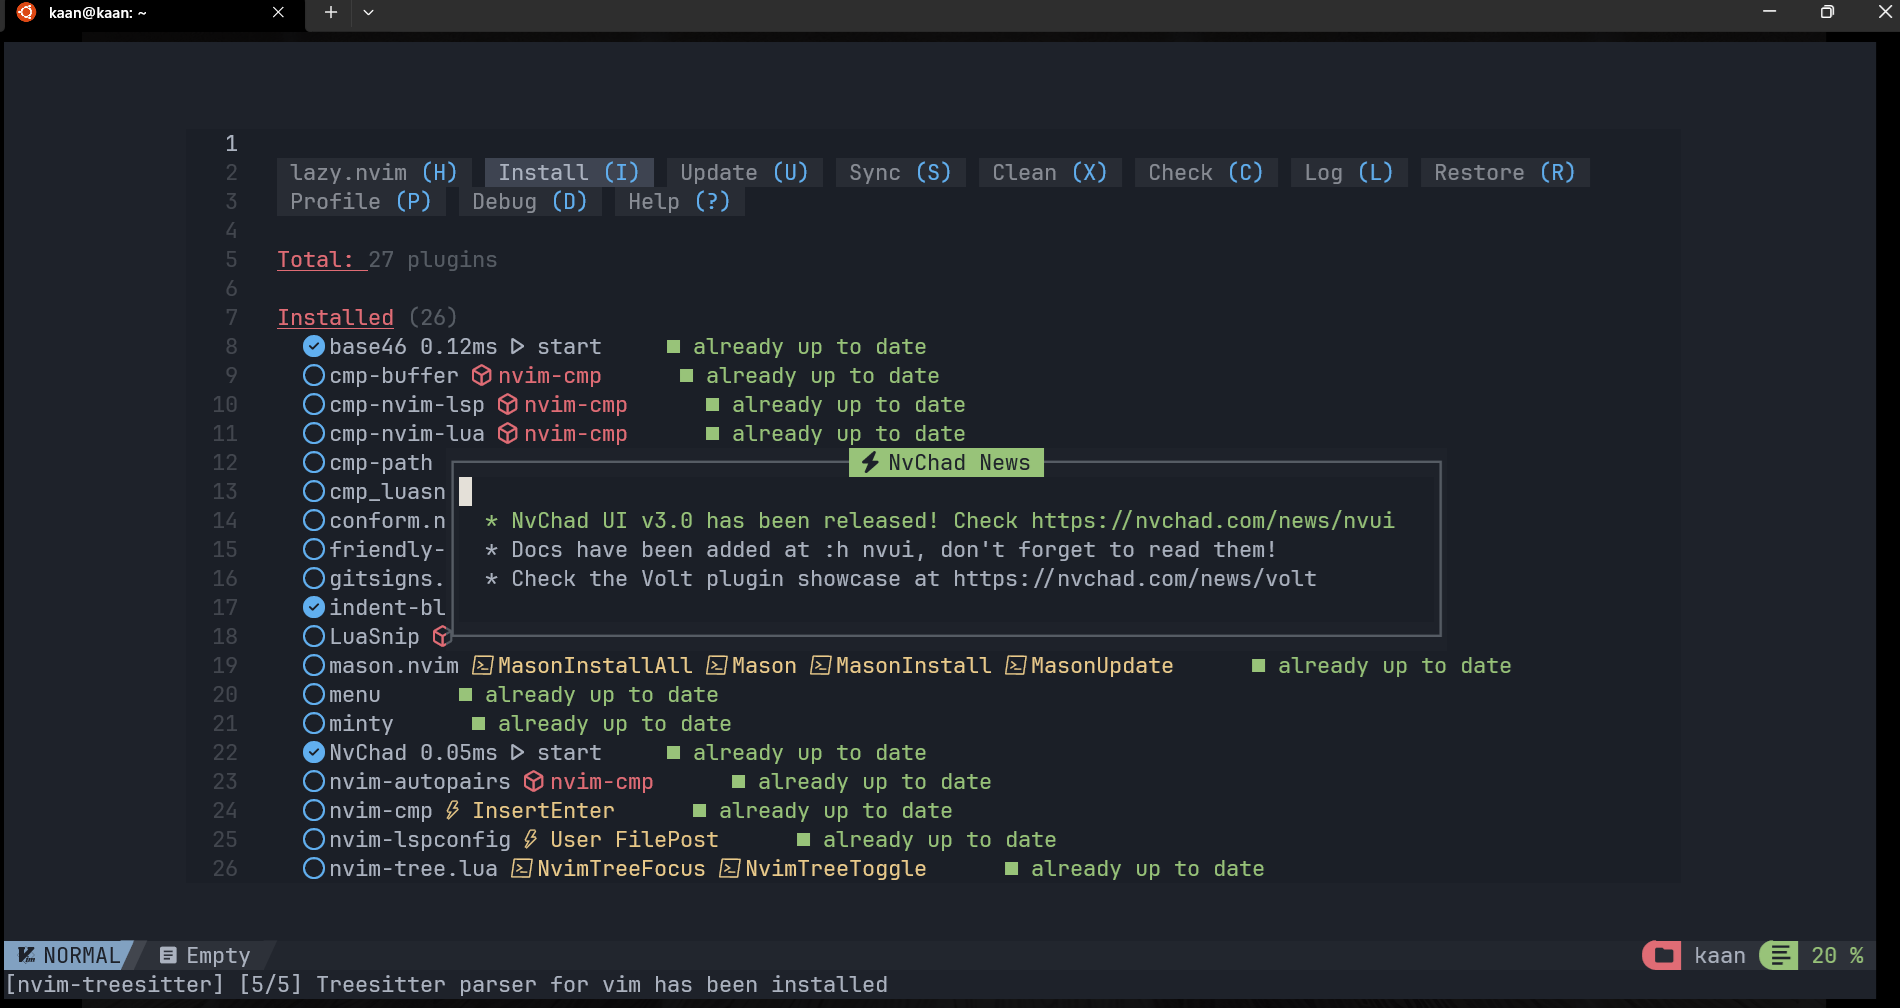 kaan@kaan: ~
1
2 lazy.nvim (H) Install (I) Update (U) Sync (S) Clean (X) Check (C) Log (L) Restore (R)
3 Profile (P) Debug (D) Help (?)
4
5 Total: 27 plugins
6
7 Installed (26)
8 base46 0.12ms start already up to date
9 cmp-buffer nvim-cmp already up to date
10 cmp-nvim-lsp nvim-cmp already up to date
11 cmp-nvim-lua nvim-cmp already up to date
12 cmp-path
NvChad News
13 cmp_luasn
14 conform.n
* NvChad UI v3.0 has been released! Check https://nvchad.com/news/nvui
15 friendly-
* Docs have been added at :h nvui, don't forget to read them!
16 gitsigns.
* Check the Volt plugin showcase at https://nvchad.com/news/volt
17 indent-bl
18 LuaSnip
19 mason.nvim MasonInstallAll Mason MasonInstall MasonUpdate already up to date
20 menu already up to date
21 minty already up to date
22 NvChad 0.05ms start already up to date
23 nvim-autopairs nvim-cmp already up to date
24 nvim-cmp InsertEnter already up to date
25 nvim-lspconfig User FilePost already up to date
26 nvim-tree.lua NvimTreeFocus NvimTreeToggle already up to date
NORMAL Empty kaan 20 %
[nvim-treesitter] [5/5] Treesitter parser for vim has been installed